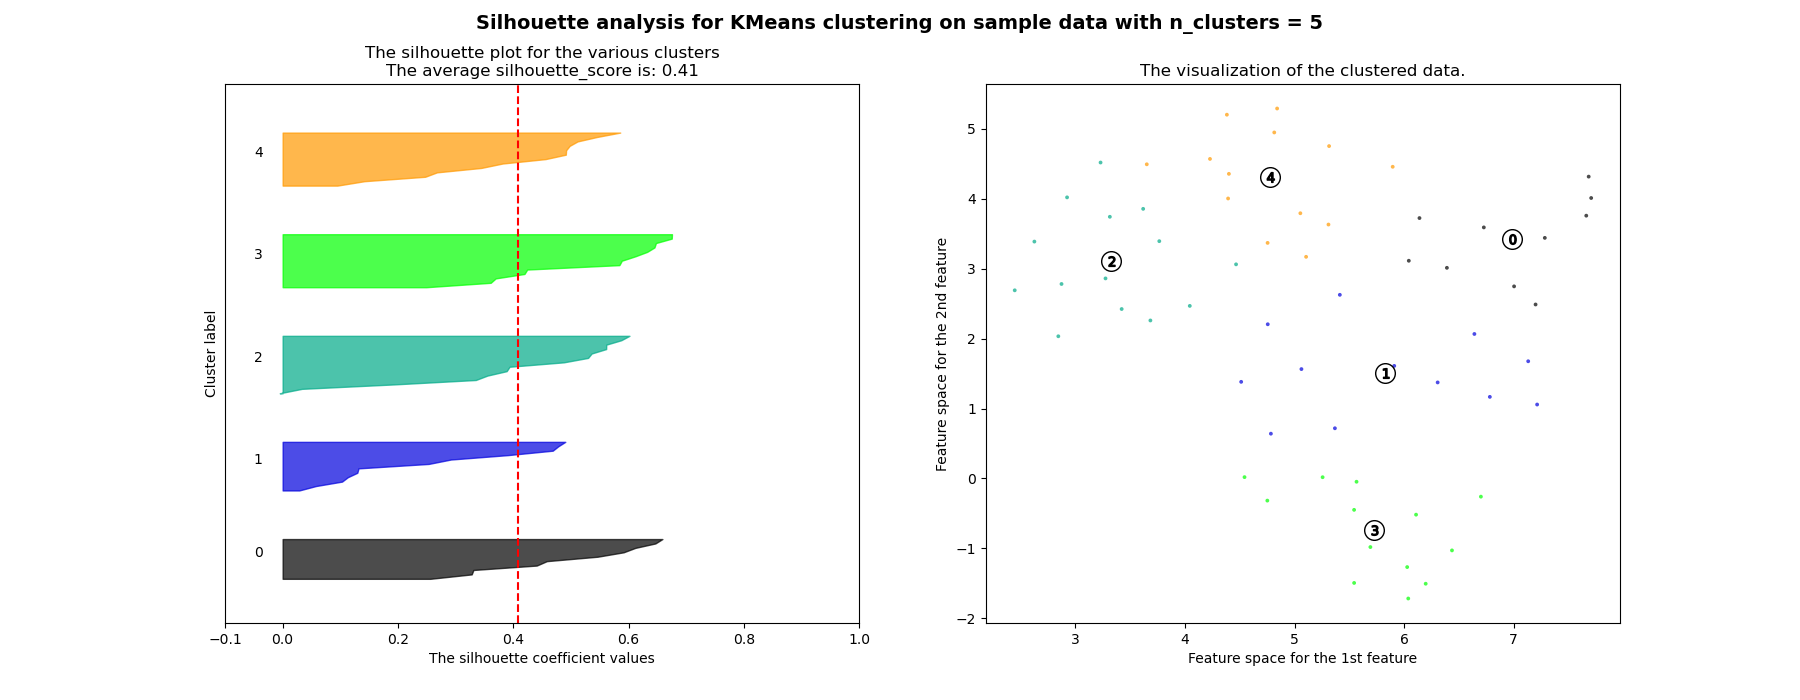 Silhouette analysis for KMeans clustering on sample data with n_clusters = 5
The silhouette plot for the various clusters
The average silhouette_score is: 0.41
4
3
2
1
0
Cluster label
−0.1 0.0 0.2 0.4 0.6 0.8 1.0
The silhouette coefficient values
The visualization of the clustered data.
5
4
3
2
1
0
−1
−2
Feature space for the 2nd feature
4
0
2
1
3
3 4 5 6 7
Feature space for the 1st feature